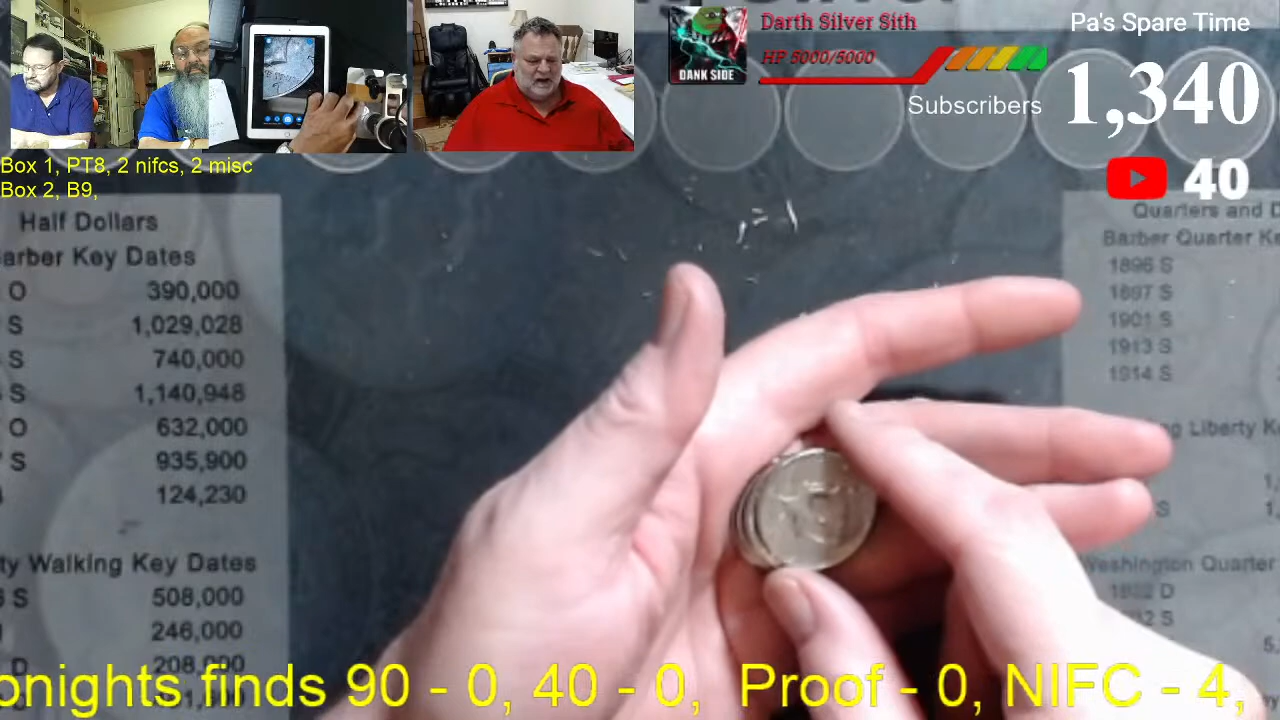 Darth Silver Sith
HP 5000/5000
DANK SIDE
Pa's Spare Time
Subscribers 1,340
40
Box 1, PT8, 2 nifcs, 2 misc
Box 2, B9,
Half Dollars
arber Key Dates
O 390,000
S 1,029,028
S 740,000
S 1,140,948
O 632,000
S 935,900
124,230
ty Walking Key Dates
S 508,000
246,000
D 208,000
Quarters and D
Barber Quarter Ke
1896 S
1897 S
1901 S
1913 S
1914 S
ng Liberty K
S
Washington Quarter
1932 D
32 S
onights finds 90 - 0, 40 - 0, Proof - 0, NIFC - 4,